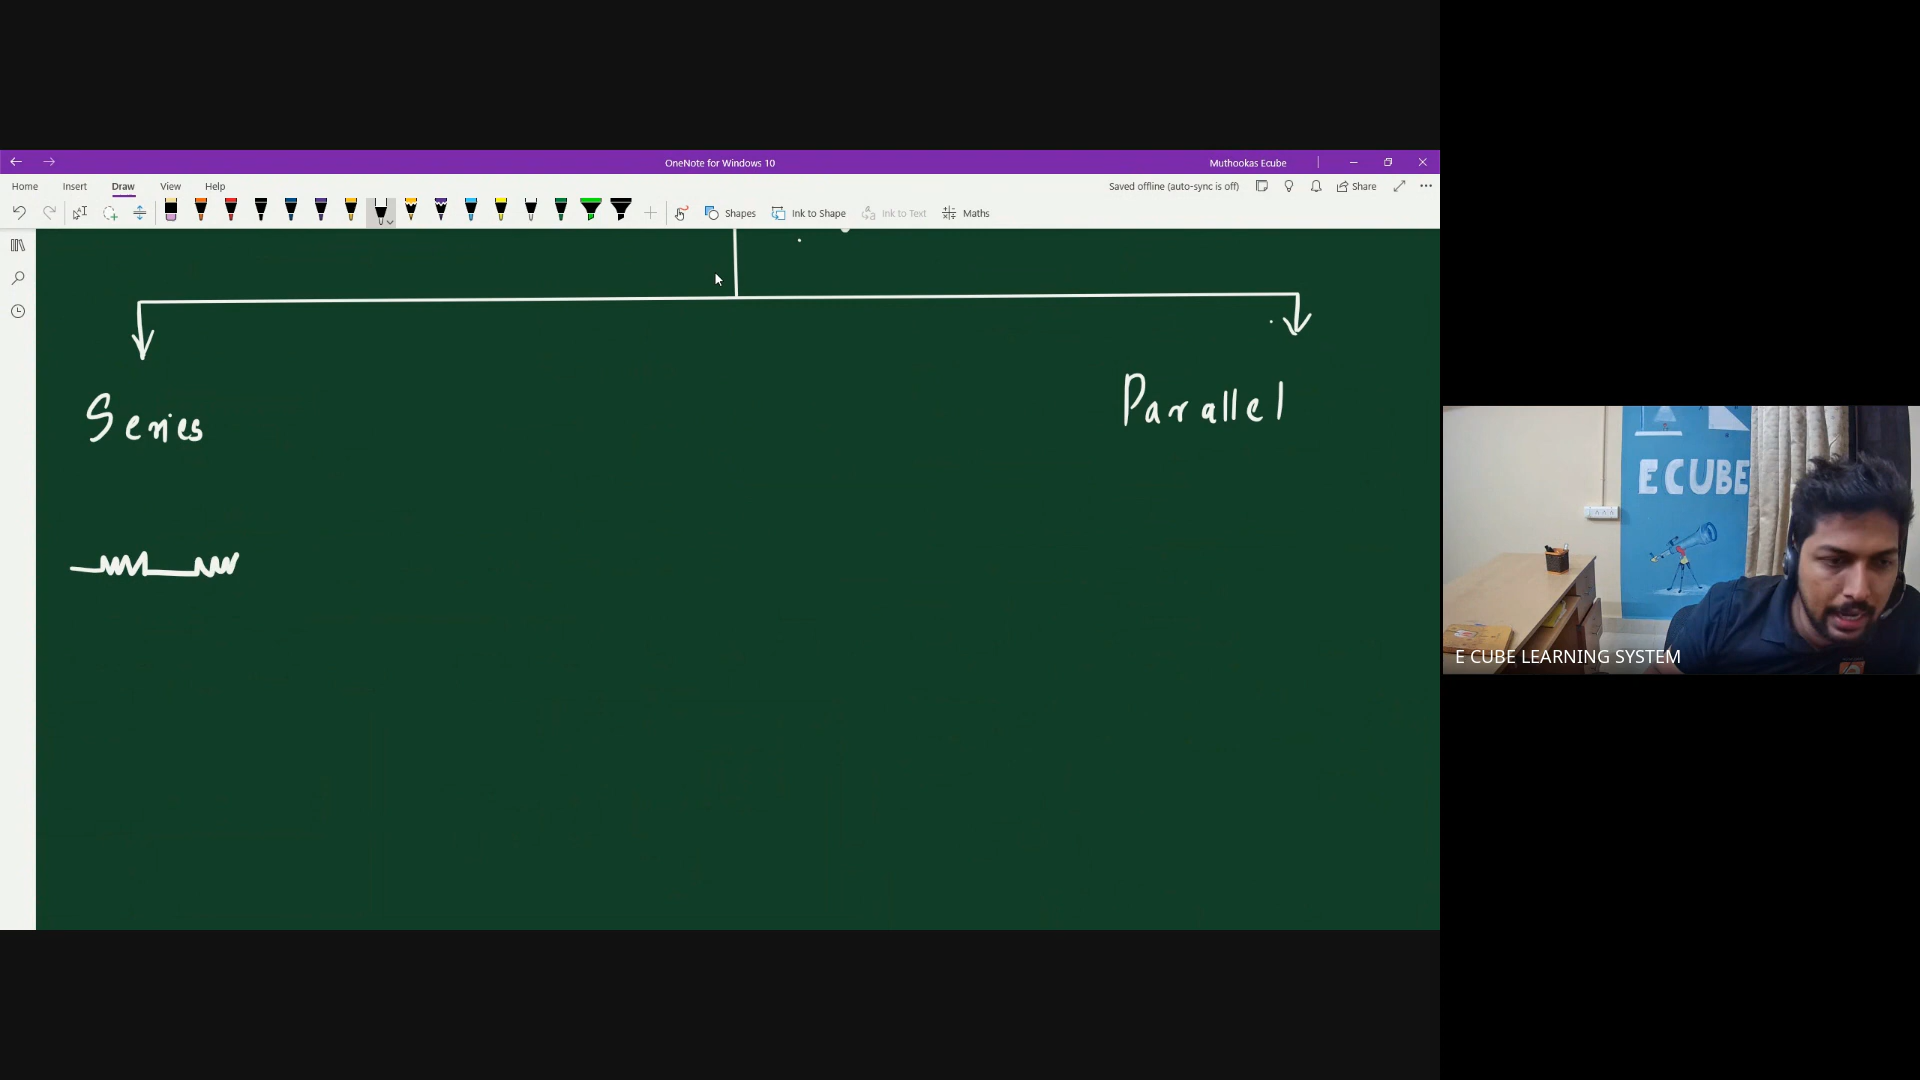 OneNote for Windows 10
Muthookas Ecube
Home Insert Draw View Help
Saved offline (auto-sync is off)
Share
Shapes
Ink to Shape
Ink to Text
Maths
Series
Parallel
E CUBE
E CUBE LEARNING SYSTEM